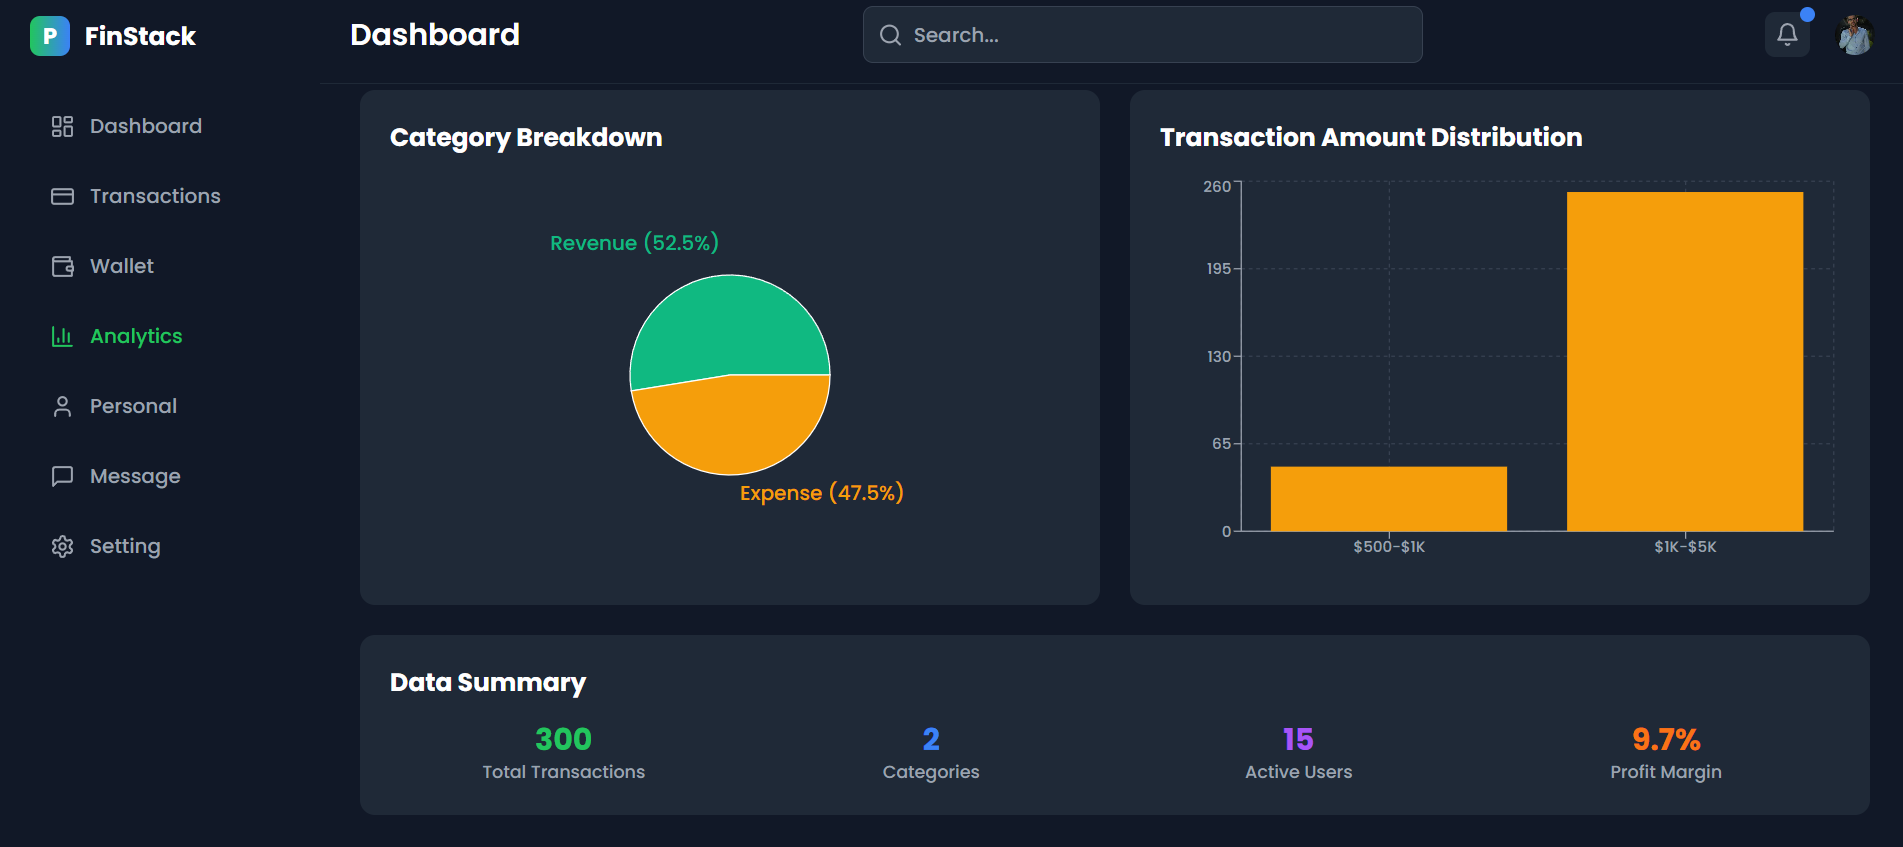 P FinStack
Dashboard
Search...
Dashboard
Transactions
Wallet
Analytics
Personal
Message
Setting
Category Breakdown
Revenue (52.5%)
Expense (47.5%)
Transaction Amount Distribution
260
195
130
65
0
$500-$1K
$1K-$5K
Data Summary
300
Total Transactions
2
Categories
15
Active Users
9.7%
Profit Margin